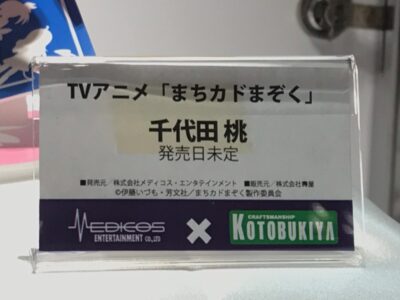 TVアニメ「まちカドまぞく」
千代田 桃
発売日未定
■発売元／株式会社メディコス・エンタテインメント ■販売元／株式会社壽屋
©伊藤いづも・芳文社／まちカドまぞく製作委員会
MEDICOS
ENTERTAINMENT CO.,LTD
×
CRAFTSMANSHIP
KOTOBUKIYA